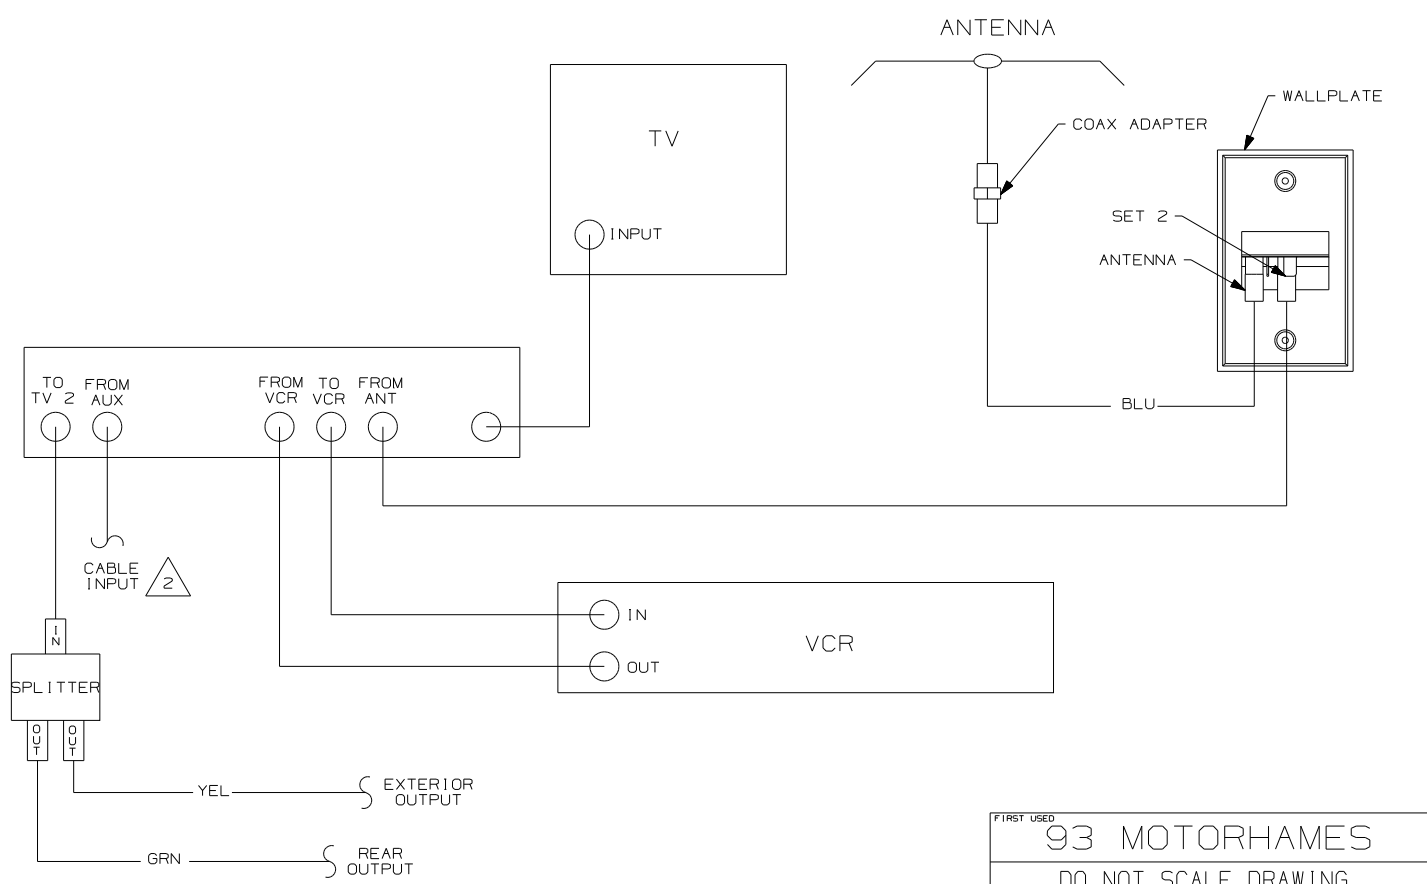 ANTENNA
WALLPLATE
COAX ADAPTER
TV
SET 2
INPUT
ANTENNA
TO
TV 2
FROM
AUX
FROM
VCR
TO
VCR
FROM
ANT
BLU
CABLE
INPUT
2
IN
IN
VCR
OUT
SPLITTER
OUT
OUT
YEL
EXTERIOR
OUTPUT
GRN
REAR
OUTPUT
FIRST USED
93 MOTORHAMES
DO NOT SCALE DRAWING